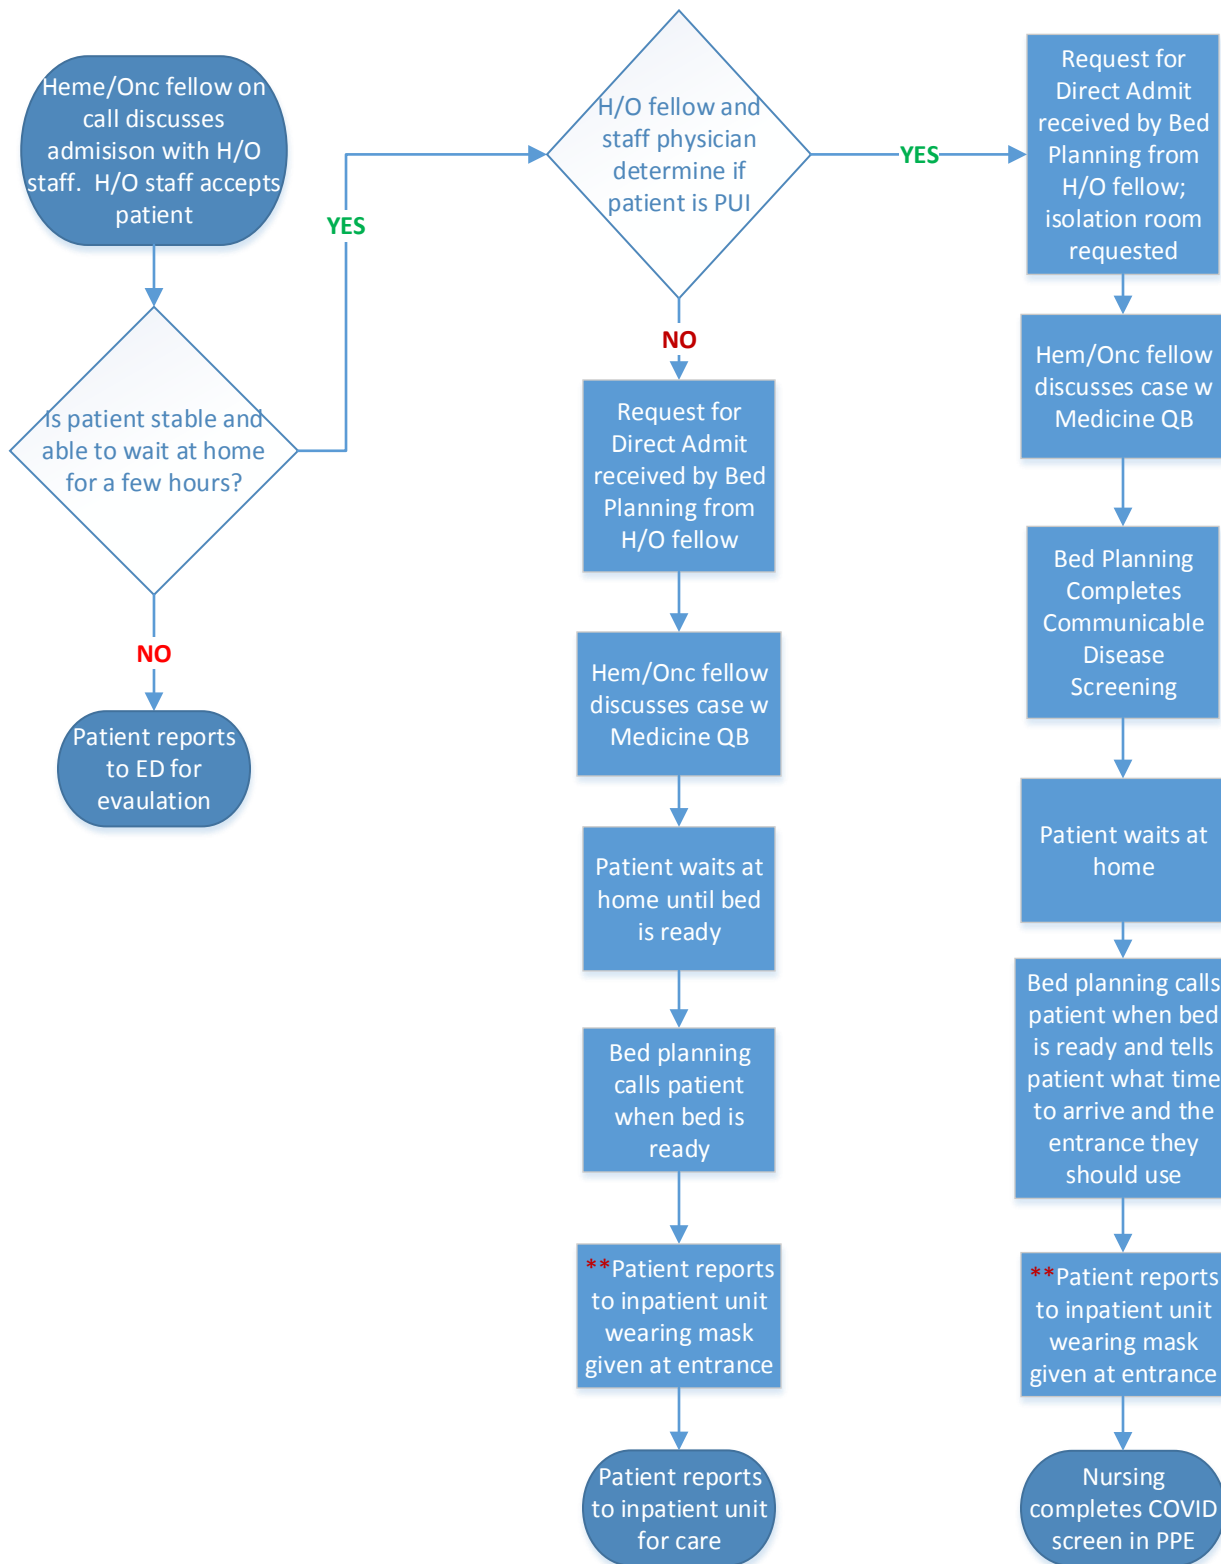 Heme/Onc fellow on
call discusses
admisison with H/O
staff.  H/O staff accepts
patient
YES
Is patient stable and
able to wait at home
for a few hours?
NO
Patient reports
to ED for
evaulation
H/O fellow and
staff physician
determine if
patient is PUI
YES
NO
Request for
Direct Admit
received by Bed
Planning from
H/O fellow
Hem/Onc fellow
discusses case w
Medicine QB
Patient waits at
home until bed
is ready
Bed planning
calls patient
when bed is
ready
**Patient reports
to inpatient unit
wearing mask
given at entrance
Patient reports
to inpatient unit
for care
Request for
Direct Admit
received by Bed
Planning from
H/O fellow;
isolation room
requested
Hem/Onc fellow
discusses case w
Medicine QB
Bed Planning
Completes
Communicable
Disease
Screening
Patient waits at
home
Bed planning calls
patient when bed
is ready and tells
patient what time
to arrive and the
entrance they
should use
**Patient reports
to inpatient unit
wearing mask
given at entrance
Nursing
completes COVID
screen in PPE